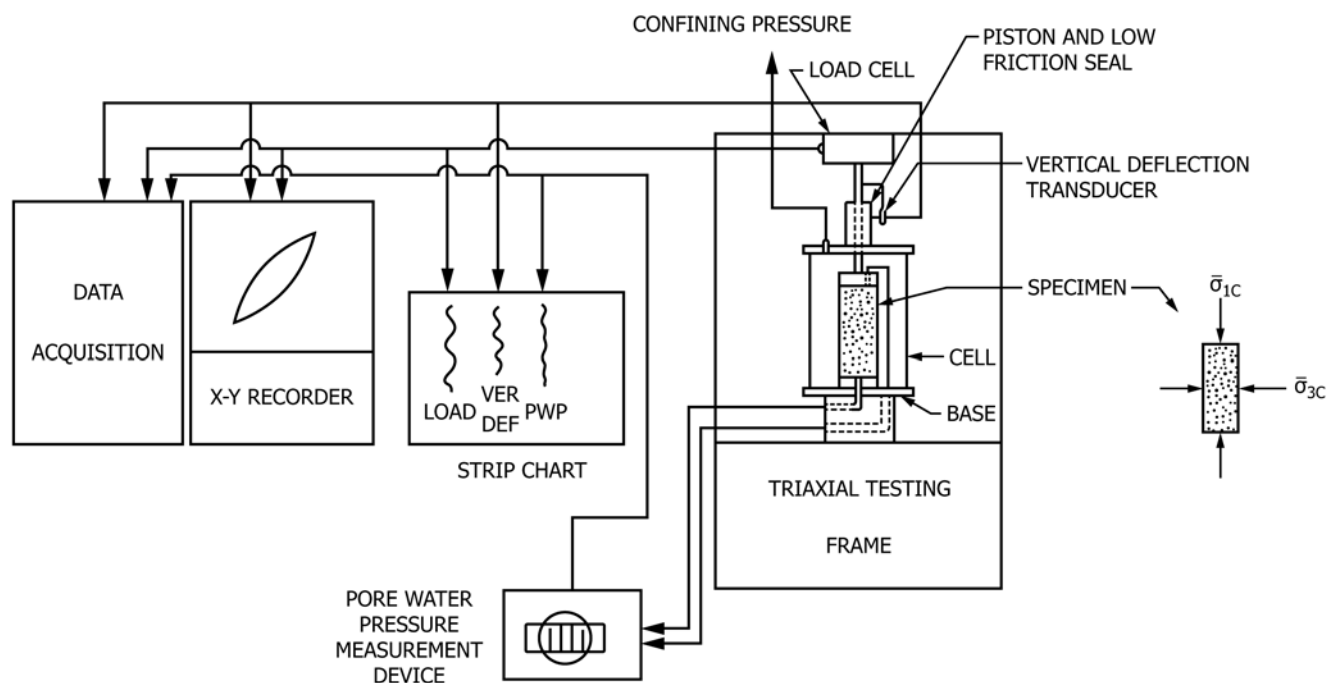 CONFINING PRESSURE
PISTON AND LOW
FRICTION SEAL
LOAD CELL
VERTICAL DEFLECTION
TRANSDUCER
DATA
ACQUISITION
X-Y RECORDER
LOAD
VER
DEF
PWP
STRIP CHART
SPECIMEN
CELL
BASE
σ̄1C
σ̄3C
TRIAXIAL TESTING
FRAME
PORE WATER
PRESSURE
MEASUREMENT
DEVICE